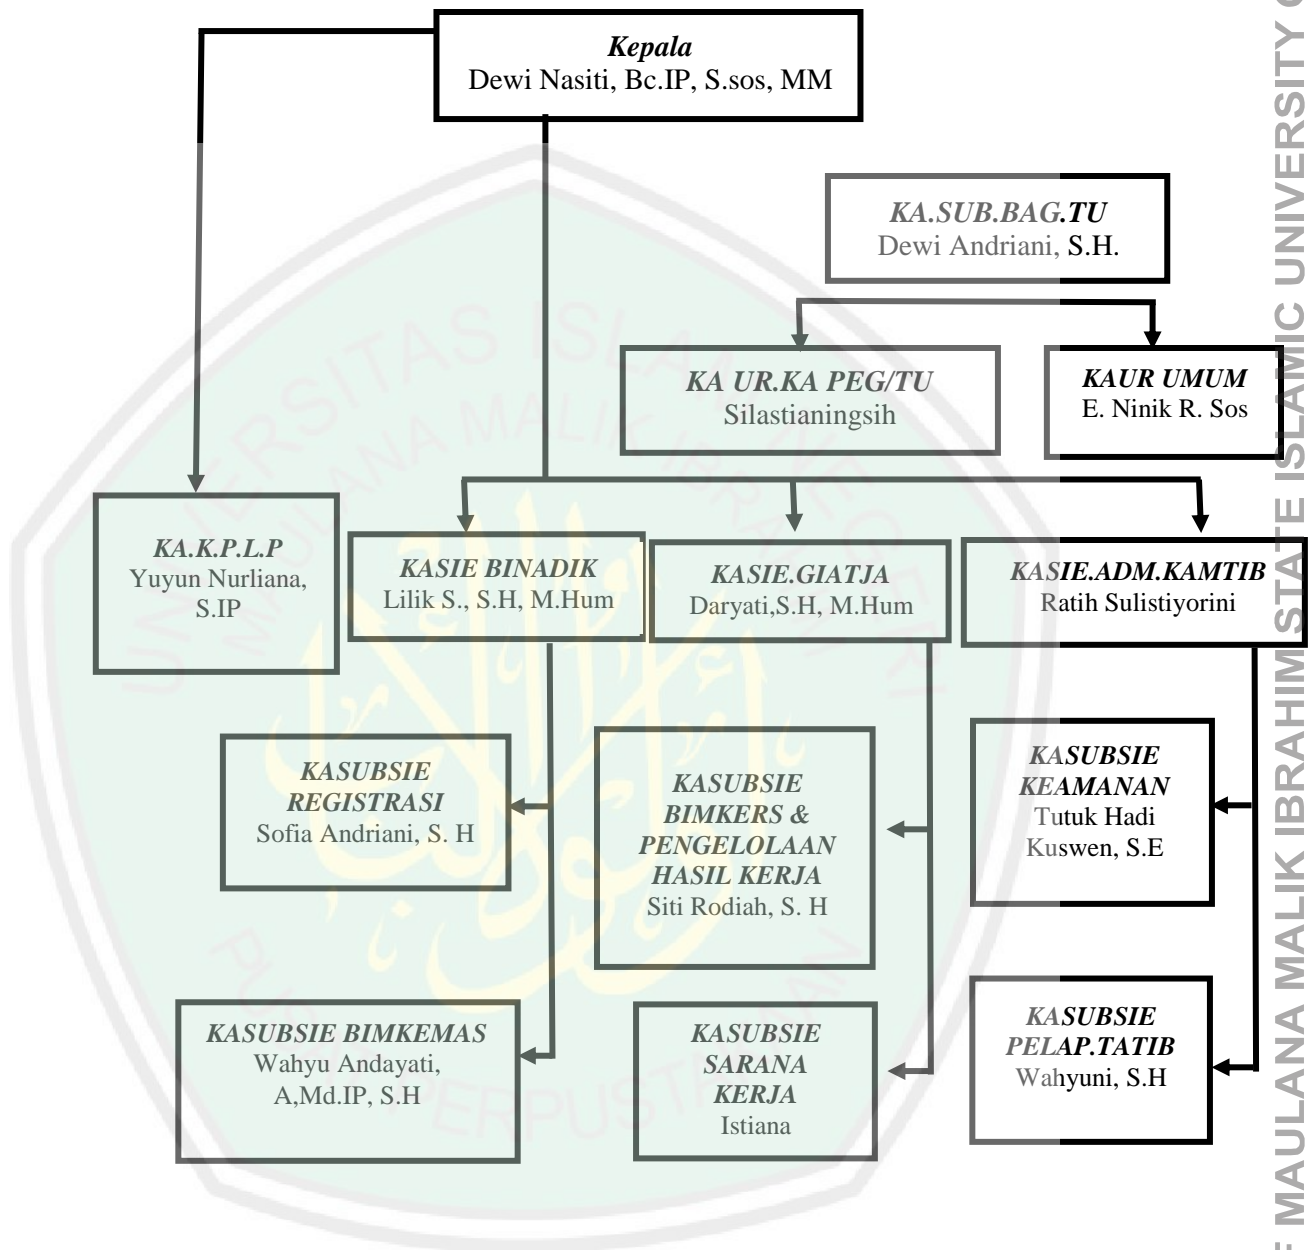 Kepala
Dewi Nasiti, Bc.IP, S.sos, MM
KA.SUB.BAG.TU
Dewi Andriani, S.H.
KA UR.KA PEG/TU
Silastianingsih
KAUR UMUM
E. Ninik R. Sos
KA.K.P.L.P
Yuyun Nurliana,
S.IP
KASIE BINADIK
Lilik S., S.H, M.Hum
KASIE.GIATJA
Daryati,S.H, M.Hum
KASIE.ADM.KAMTIB
Ratih Sulistiyorini
KASUBSIE
REGISTRASI
Sofia Andriani, S. H
KASUBSIE
BIMKERS &
PENGELOLAAN
HASIL KERJA
Siti Rodiah, S. H
KASUBSIE
KEAMANAN
Tutuk Hadi
Kuswen, S.E
KASUBSIE BIMKEMAS
Wahyu Andayati,
A,Md.IP, S.H
KASUBSIE
SARANA
KERJA
Istiana
KASUBSIE
PELAP.TATIB
Wahyuni, S.H
UNIVERSITAS ISLAM NEGERI
MAULANA MALIK IBRAHIM
PUSAT PERPUSTAKAAN
MAULANA MALIK IBRAHIM STATE ISLAMIC UNIVERSITY